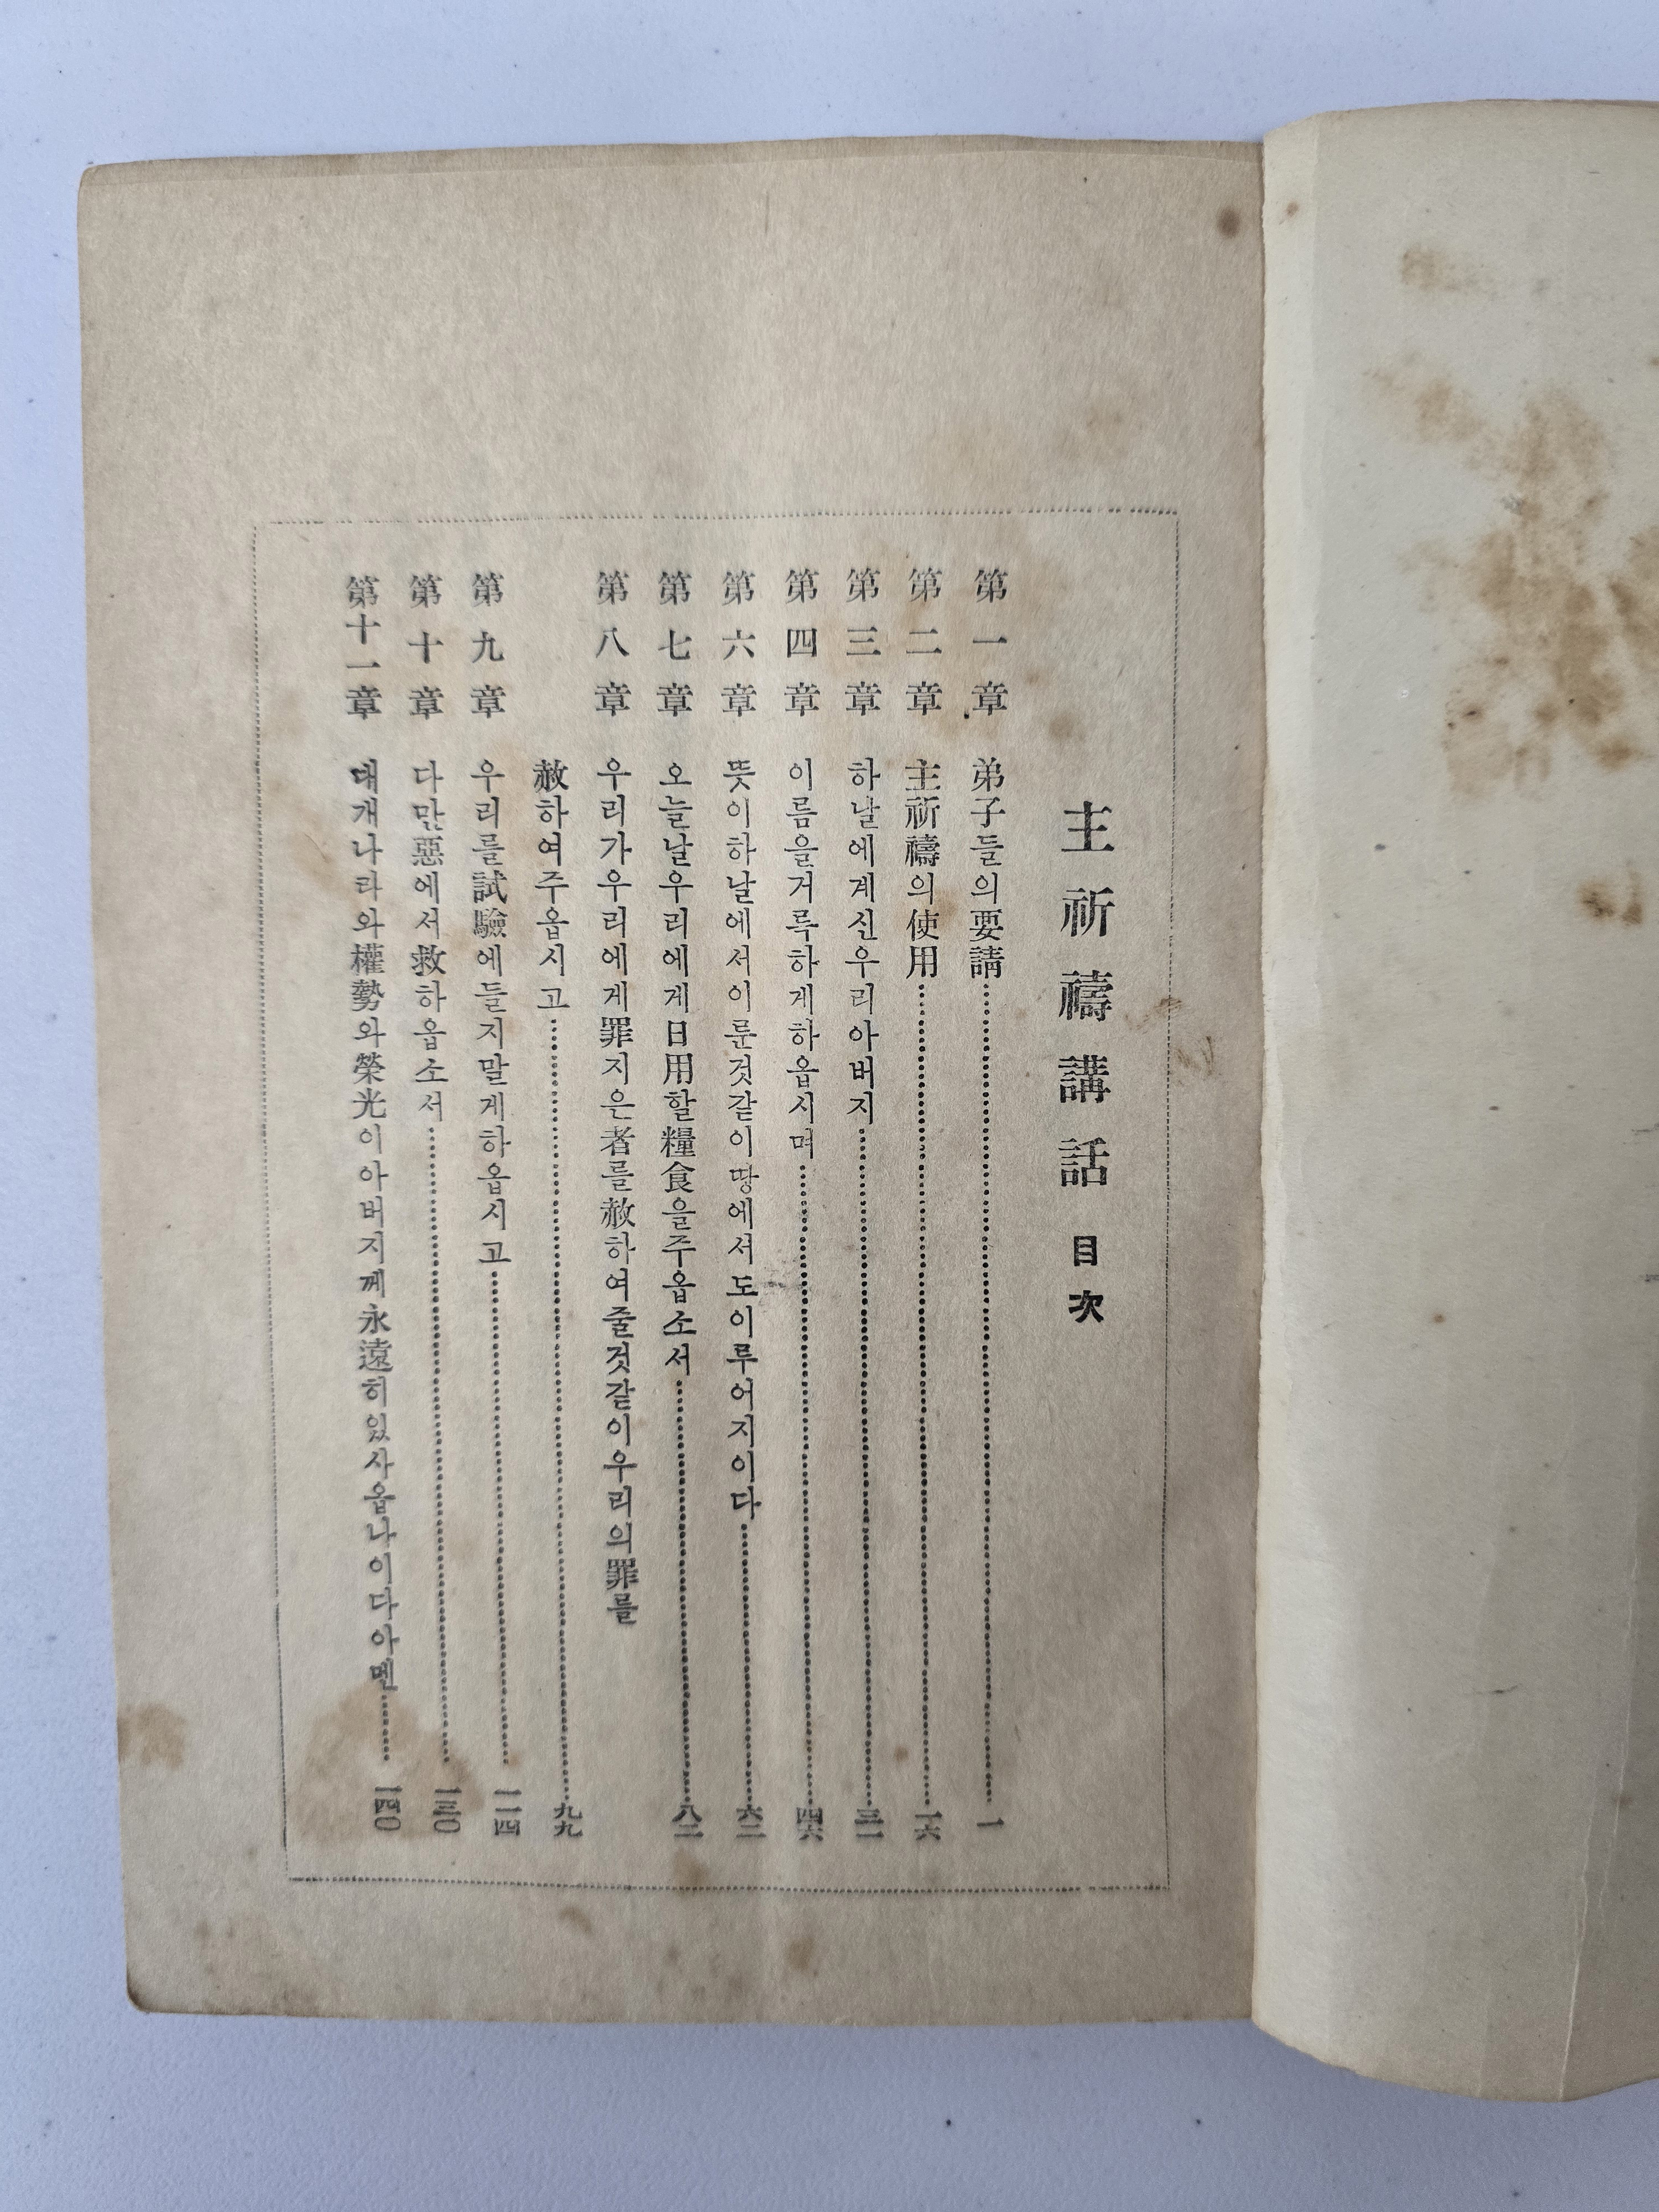 主祈禱講話 目次
第一章 弟子들의要請……一
第二章 主祈禱의使用……一六
第三章 하날에계신우리아버지……三一
第四章 이름을거룩하게하옵시며……四六
第六章 뜻이하날에서이룬것같이땅에서도이루어지이다……六二
第七章 오늘날우리에게日用할糧食을주옵소서……八二
第八章 우리가우리에게罪지은者를赦하여줄것같이우리의罪를
赦하여주옵시고……九九
第九章 우리를試驗에들지말게하옵시고……一一四
第十章 다만惡에서救하옵소서……一三〇
第十一章 대개나라와權勢와榮光이아버지께永遠히있사옵나이다아멘……一四〇